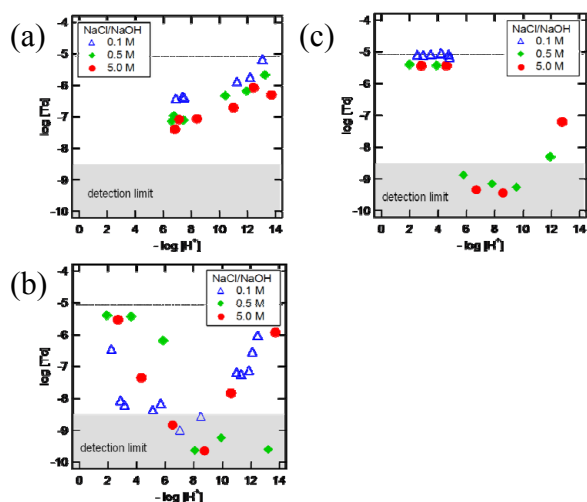 (a)
NaCl/NaOH
0.1 M
0.5 M
5.0 M
log [Tc]
-4
-5
-6
-7
-8
-9
-10
detection limit
0 2 4 6 8 10 12 14
− log [H⁺]
(c)
NaCl/NaOH
0.1 M
0.5 M
5.0 M
log [Tc]
-4
-5
-6
-7
-8
-9
-10
detection limit
0 2 4 6 8 10 12 14
− log [H⁺]
(b)
NaCl/NaOH
0.1 M
0.5 M
5.0 M
log [Tc]
-4
-5
-6
-7
-8
-9
-10
detection limit
0 2 4 6 8 10 12 14
− log [H⁺]